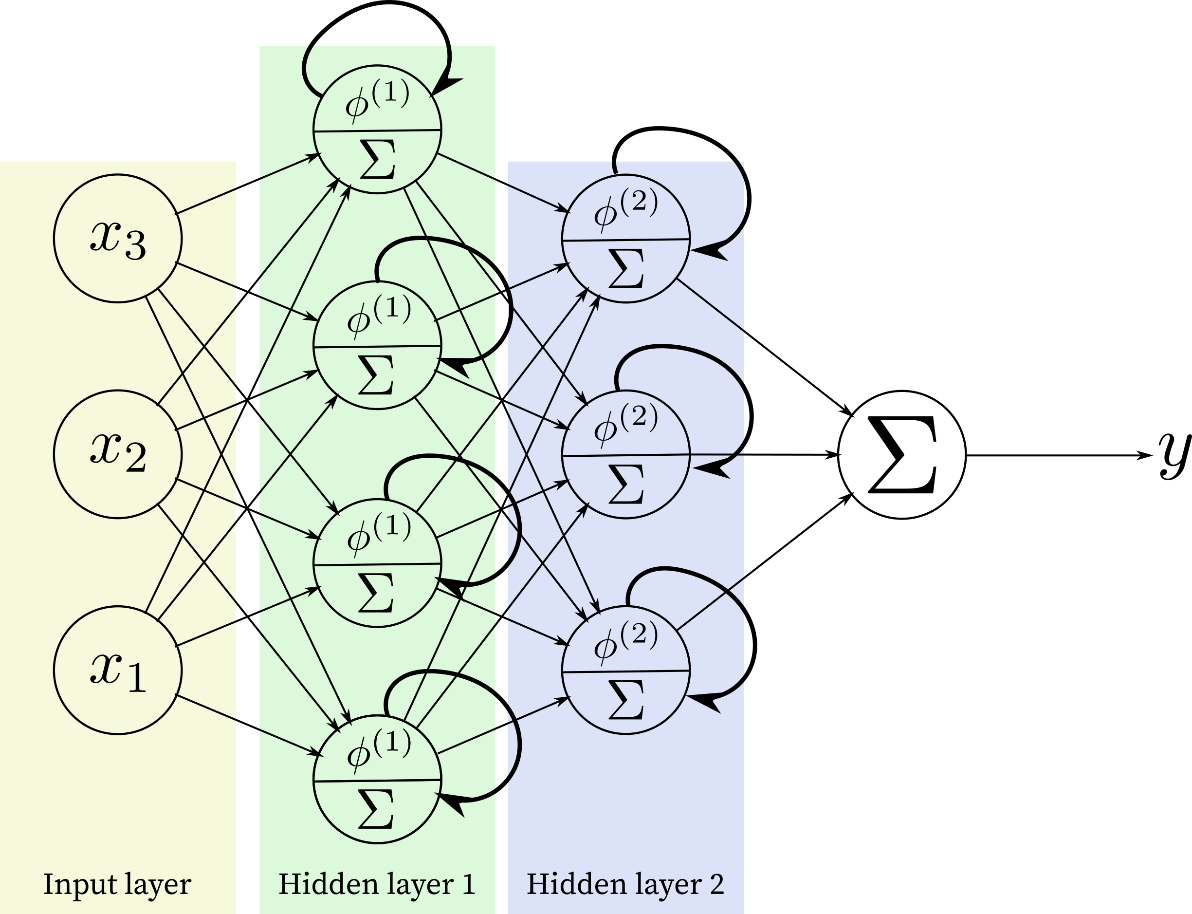 x₃
x₂
x₁
Input layer
ϕ⁽¹⁾
Σ
ϕ⁽¹⁾
Σ
ϕ⁽¹⁾
Σ
ϕ⁽¹⁾
Σ
Hidden layer 1
ϕ⁽²⁾
Σ
ϕ⁽²⁾
Σ
ϕ⁽²⁾
Σ
Hidden layer 2
Σ
y